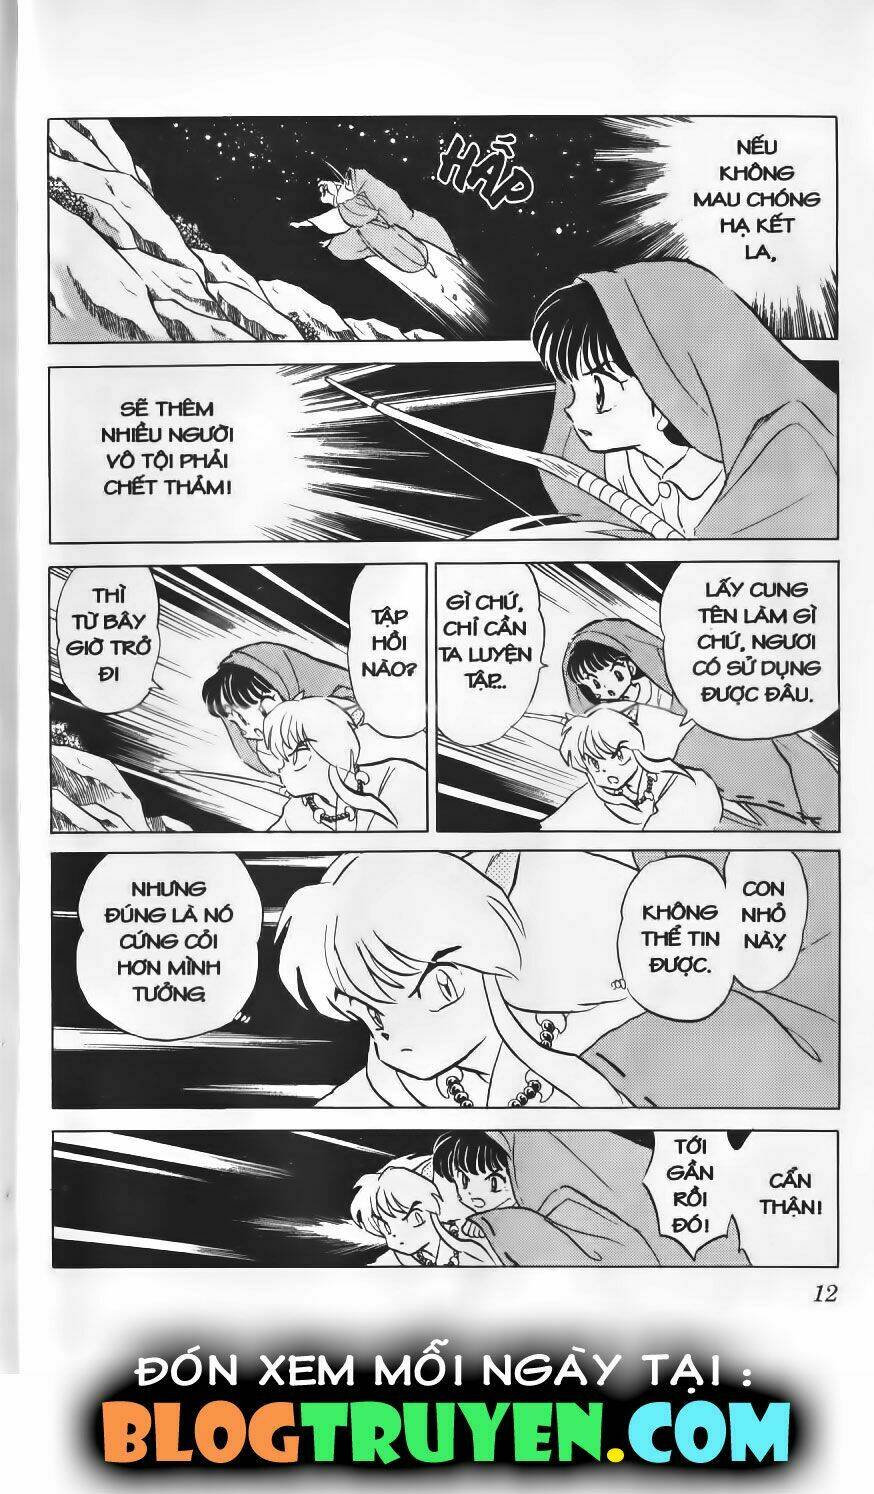 NẾU
KHÔNG
MAU CHÓNG
HẠ KẾT
LA,
HẤP
SẼ THÊM
NHIỀU NGƯỜI
VÔ TỘI PHẢI
CHẾT THẢM!
LẤY CUNG
TÊN LÀM GÌ
CHỨ, NGƯƠI
CÓ SỬ DỤNG
ĐƯỢC ĐÂU.
GÌ CHỨ,
CHỈ CẦN
TA LUYỆN
TẬP...
TẬP
HỒI
NÀO?
THÌ
TỪ BÂY
GIỜ TRỞ
ĐI
CON
NHỎ
NÀY,
KHÔNG
THỂ TIN
ĐƯỢC.
NHƯNG
ĐÚNG LÀ NÓ
CỨNG CỎI
HƠN MÌNH
TƯỞNG.
CẨN
THẬN!
TỚI
GẦN
RỒI
ĐÓ!
12
ĐÓN XEM MỖI NGÀY TẠI :
BLOGTRUYEN.COM